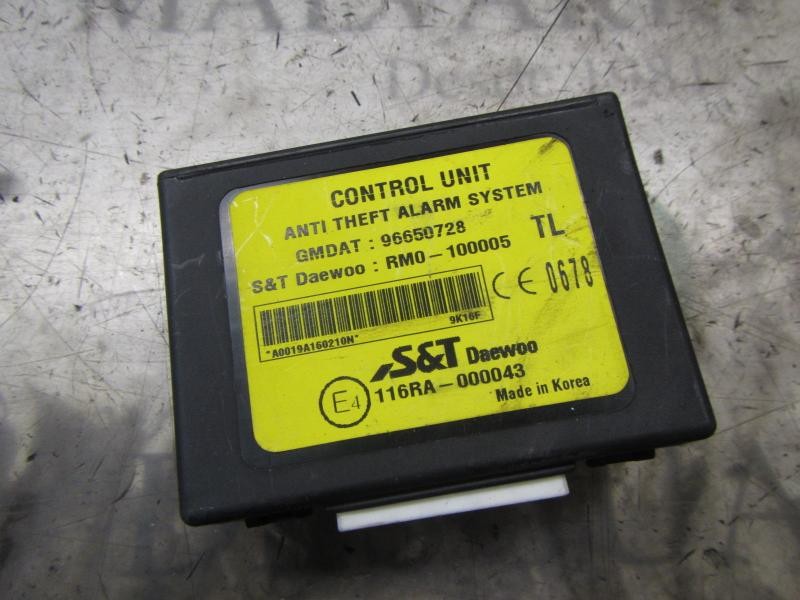 CONTROL UNIT
ANTI THEFT ALARM SYSTEM
GMDAT : 96650728 TL
S&T Daewoo : RM0-100005
CE 0678
9K16F
*A0019A160210N*
S&T Daewoo
E4 116RA-000043
Made in Korea